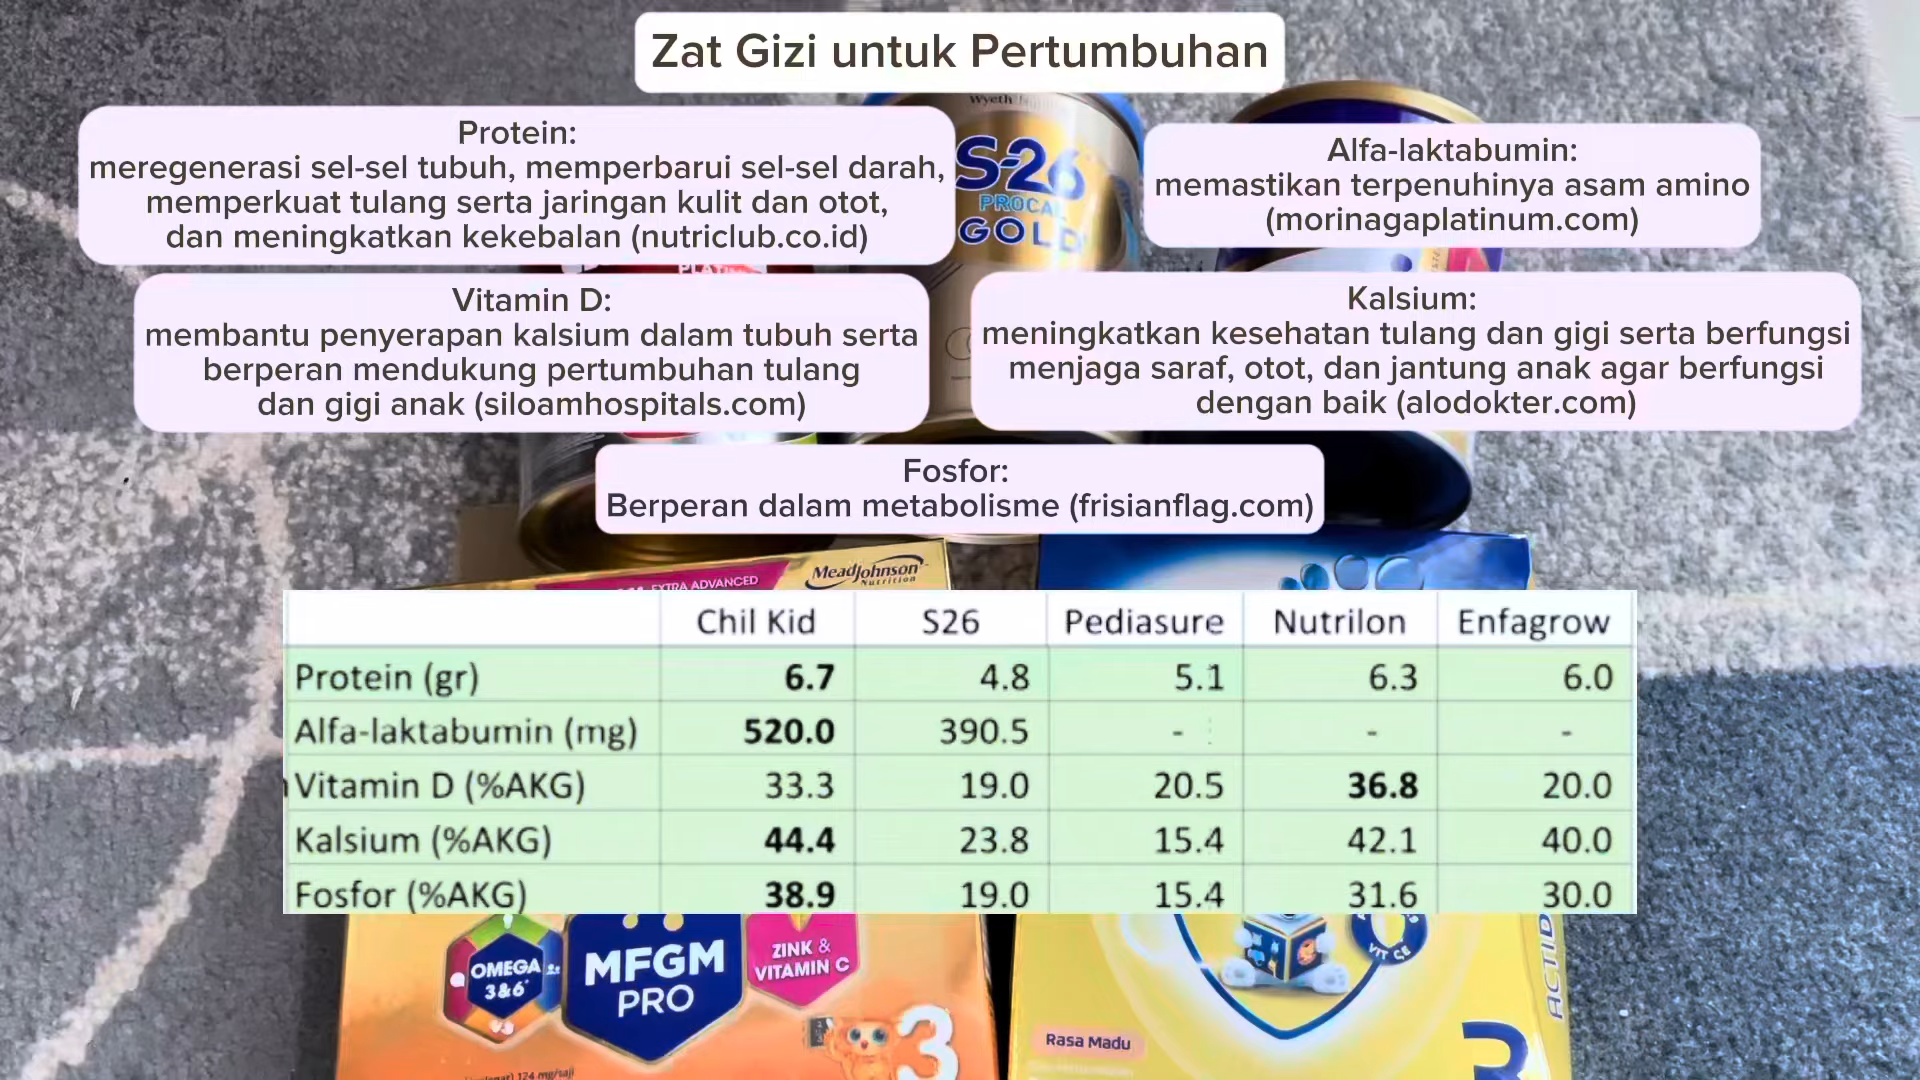 Zat Gizi untuk Pertumbuhan
Wyeth
Protein:
meregenerasi sel-sel tubuh, memperbarui sel-sel darah,
memperkuat tulang serta jaringan kulit dan otot,
dan meningkatkan kekebalan (nutriclub.co.id)
S-26
PROCAL
GOLD
Alfa-laktabumin:
memastikan terpenuhinya asam amino
(morinagaplatinum.com)
Vitamin D:
membantu penyerapan kalsium dalam tubuh serta
berperan mendukung pertumbuhan tulang
dan gigi anak (siloamhospitals.com)
Kalsium:
meningkatkan kesehatan tulang dan gigi serta berfungsi
menjaga saraf, otot, dan jantung anak agar berfungsi
dengan baik (alodokter.com)
Fosfor:
Berperan dalam metabolisme (frisianflag.com)
EXTRA ADVANCED
MeadJohnson
Nutrition
Chil Kid S26 Pediasure Nutrilon Enfagrow
Protein (gr) 6.7 4.8 5.1 6.3 6.0
Alfa-laktabumin (mg) 520.0 390.5 - - -
Vitamin D (%AKG) 33.3 19.0 20.5 36.8 20.0
Kalsium (%AKG) 44.4 23.8 15.4 42.1 40.0
Fosfor (%AKG) 38.9 19.0 15.4 31.6 30.0
OMEGA
3&6
MFGM
PRO
ZINK &
VITAMIN C
3
124 mg/saji
VIT C E
ACID
Rasa Madu
3